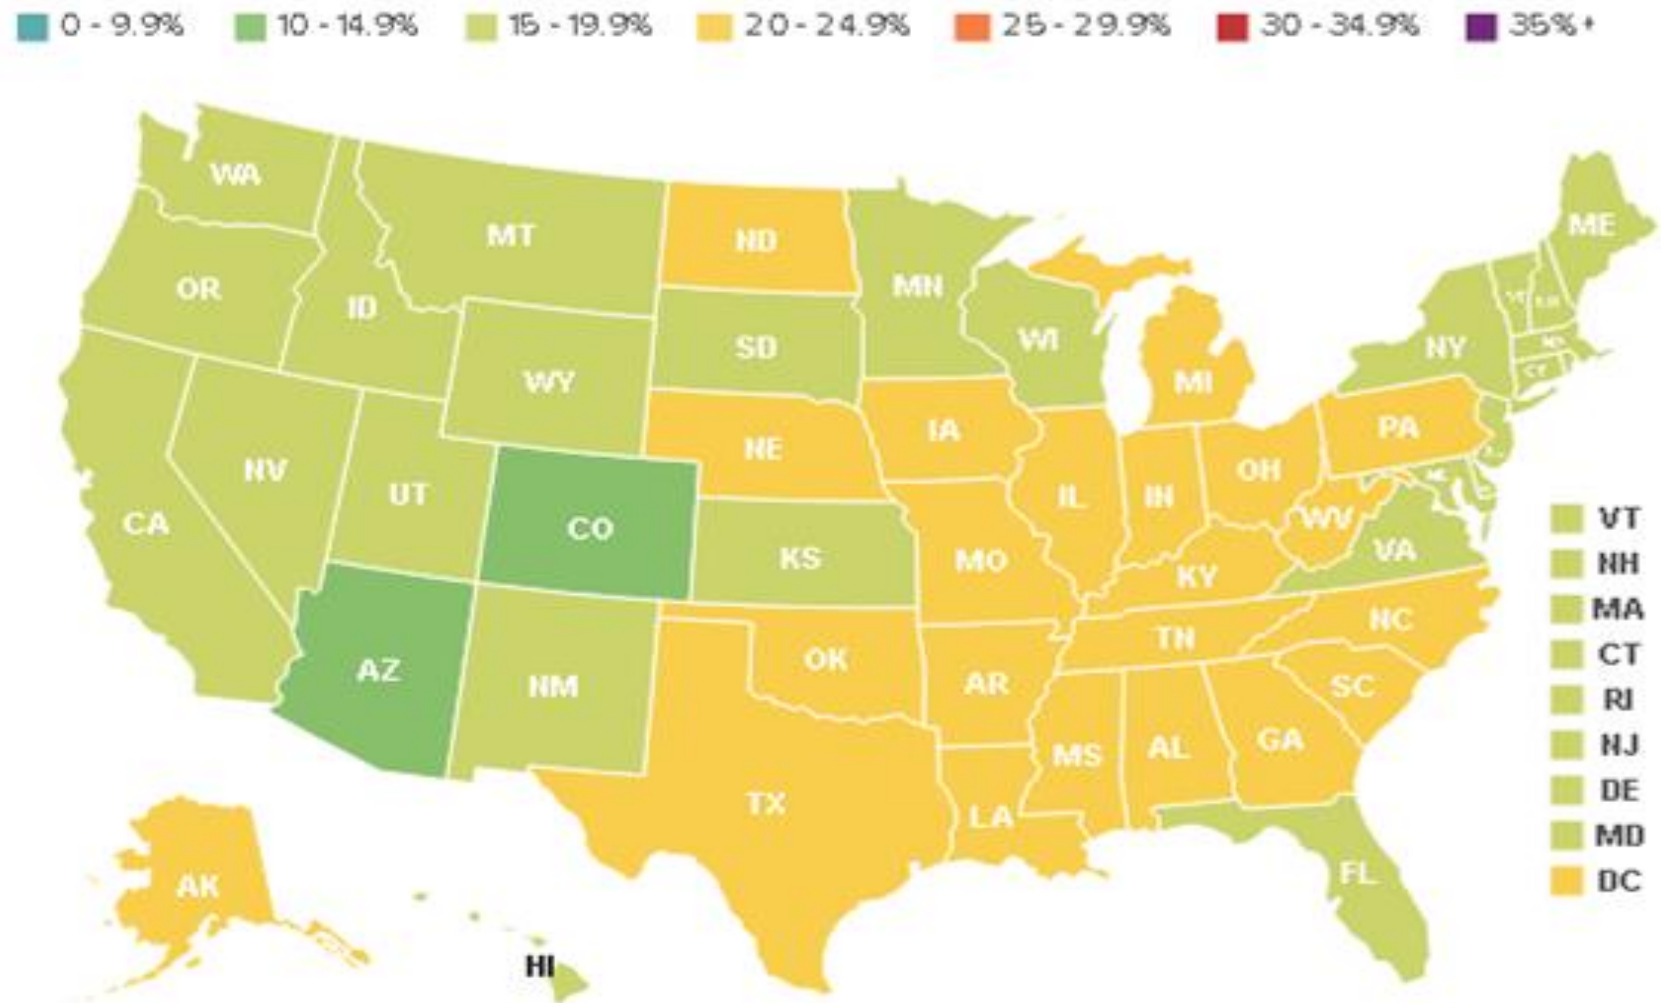 0 - 9.9% 10 - 14.9% 15 - 19.9% 20 - 24.9% 25 - 29.9% 30 - 34.9% 35%+
WA
MT
ND
ME
OR
ID
MN
SD
WI
NY
WY
MI
CT
NV
NE
IA
PA
UT
OH
CA
CO
IL
IN
WV
VT
KS
MO
VA
NH
KY
MA
AZ
OK
TN
NC
CT
NM
AR
SC
RI
MS
AL
GA
NJ
TX
LA
DE
MD
AK
FL
DC
HI